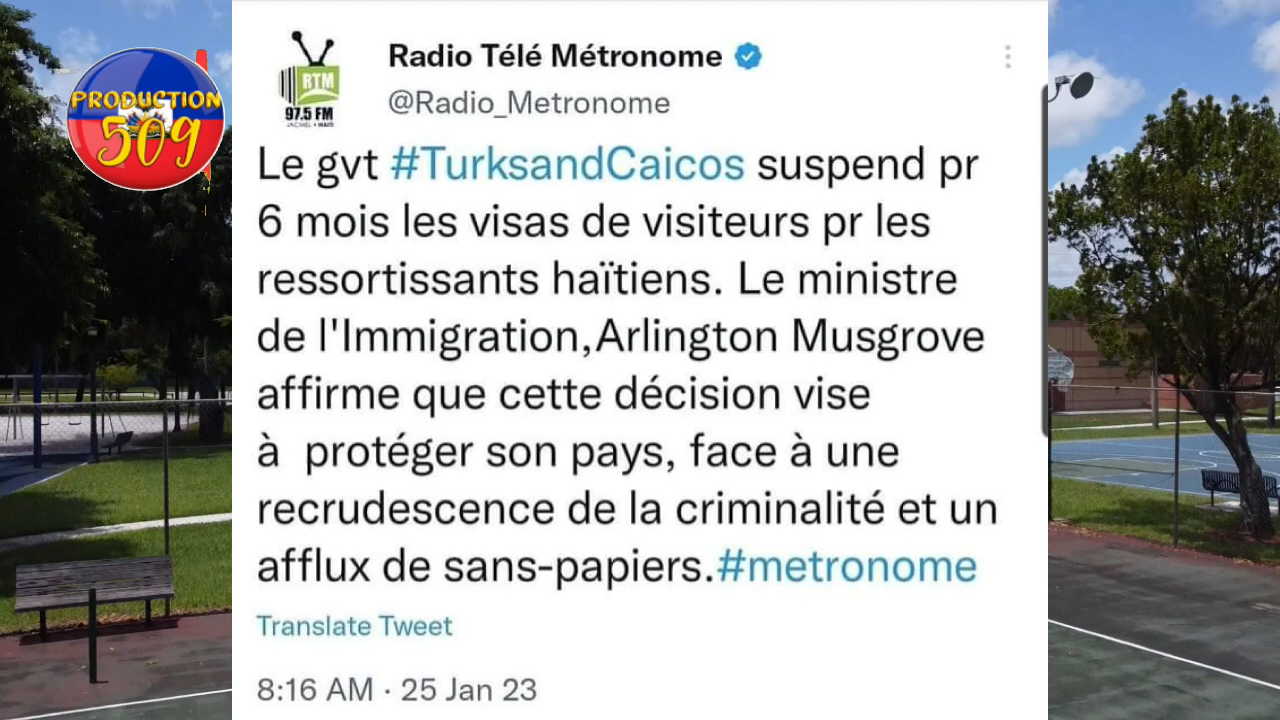 PRODUCTION
509
RTM
97.5 FM
JACMEL • HAITI
Radio Télé Métronome
@Radio_Metronome
Le gvt #TurksandCaicos suspend pr
6 mois les visas de visiteurs pr les
ressortissants haïtiens. Le ministre
de l'Immigration,Arlington Musgrove
affirme que cette décision vise
à  protéger son pays, face à une
recrudescence de la criminalité et un
afflux de sans-papiers.#metronome
Translate Tweet
8:16 AM · 25 Jan 23